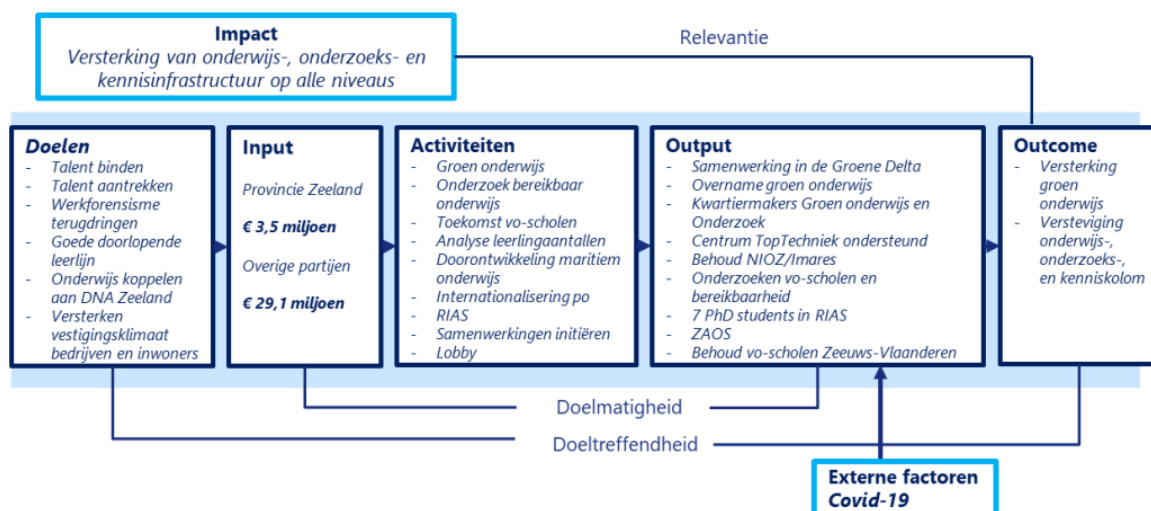 Impact
Versterking van onderwijs-, onderzoeks- en
kennisinfrastructuur op alle niveaus
Relevantie
Doelen
- Talent binden
- Talent aantrekken
- Werkforensisme
terugdringen
- Goede doorlopende
leerlijn
- Onderwijs koppelen
aan DNA Zeeland
- Versterken
vestigingsklimaat
bedrijven en inwoners
Input
Provincie Zeeland
€ 3,5 miljoen
Overige partijen
€ 29,1 miljoen
Activiteiten
- Groen onderwijs
- Onderzoek bereikbaar
onderwijs
- Toekomst vo-scholen
- Analyse leerlingaantallen
- Doorontwikkeling maritiem
onderwijs
- Internationalisering po
- RIAS
- Samenwerkingen initiëren
- Lobby
Output
- Samenwerking in de Groene Delta
- Overname groen onderwijs
- Kwartiermakers Groen onderwijs en
Onderzoek
- Centrum TopTechniek ondersteund
- Behoud NIOZ/Imares
- Onderzoeken vo-scholen en
bereikbaarheid
- 7 PhD students in RIAS
- ZAOS
- Behoud vo-scholen Zeeuws-Vlaanderen
Outcome
- Versterking
groen
onderwijs
- Versteviging
onderwijs-,
onderzoeks-,
en kenniskolom
Doelmatigheid
Doeltreffendheid
Externe factoren
Covid-19